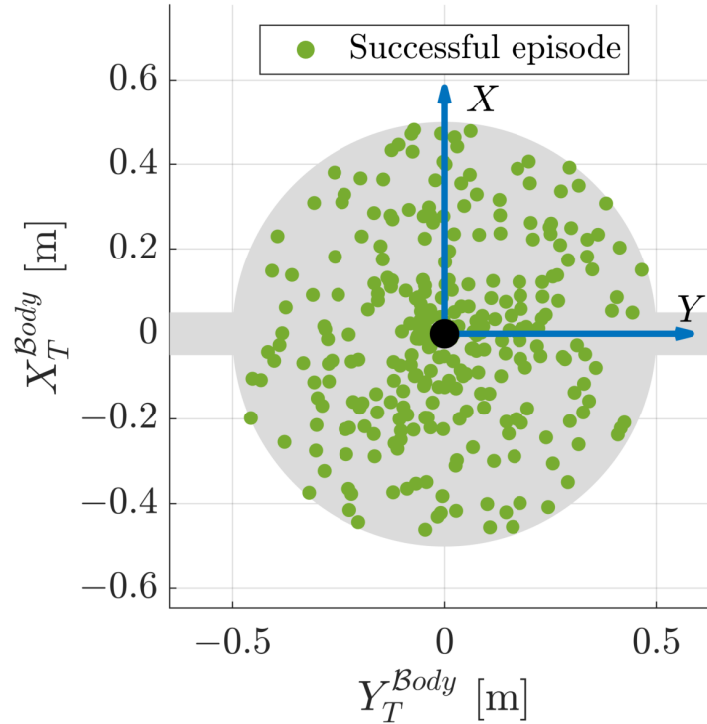 Successful episode
X
0.6
0.4
0.2
0
−0.2
−0.4
−0.6
Y
−0.5 0 0.5
X_T^{Body} [m]
Y_T^{Body} [m]